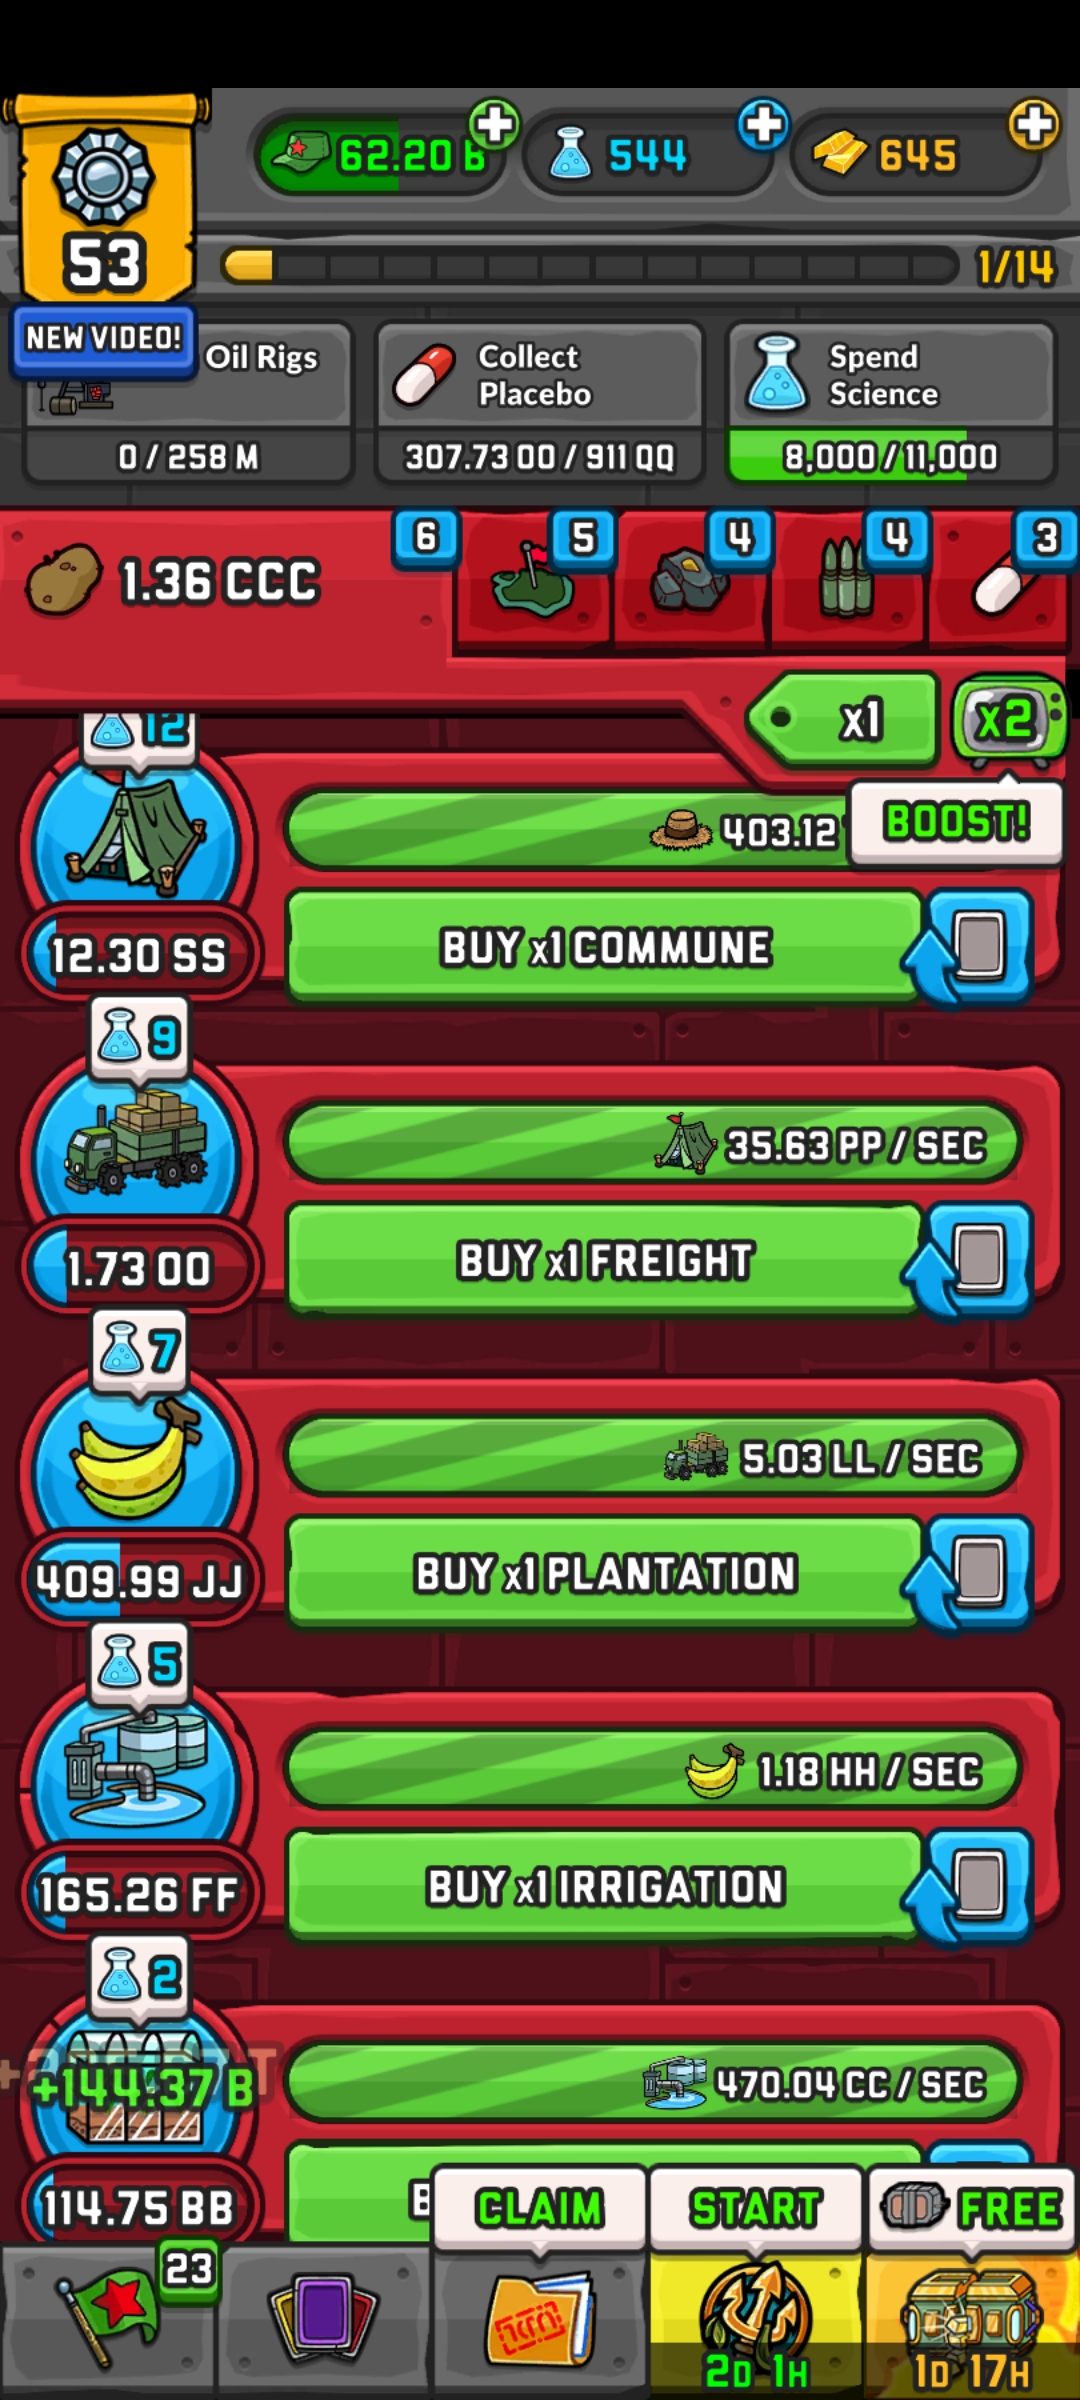 62.20 B
544
645
53
1/14
NEW VIDEO!
Oil Rigs
0 / 258 M
Collect
Placebo
307.73 OO / 911 QQ
Spend
Science
8,000 / 11,000
1.36 CCC
6
5
4
4
3
x1
x2
BOOST!
12
403.12
12.30 SS
BUY x1 COMMUNE
9
35.63 PP / SEC
1.73 OO
BUY x1 FREIGHT
7
5.03 LL / SEC
409.99 JJ
BUY x1 PLANTATION
5
1.18 HH / SEC
165.26 FF
BUY x1 IRRIGATION
2
470.04 CC / SEC
+144.37 B
114.75 BB
CLAIM
START
FREE
23
2D 1H
1D 17H